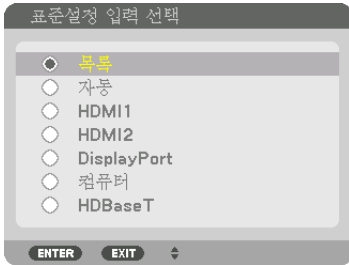 표준설정 입력 선택
목록
자동
HDMI1
HDMI2
DisplayPort
컴퓨터
HDBaseT
ENTER EXIT